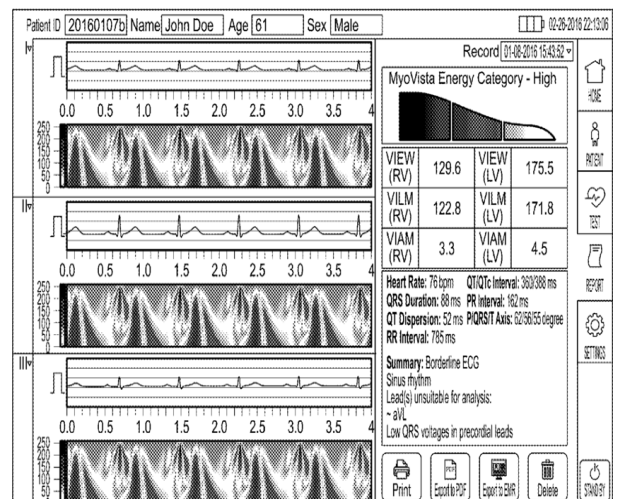 Patient ID 20160107b Name John Doe Age 61 Sex Male 02-26-2016 22:13:06
Record 01-08-2016 15:43:52
I
0.0 0.5 1.0 1.5 2.0 2.5 3.0 3.5 4
250
200
150
100
50
II
0.0 0.5 1.0 1.5 2.0 2.5 3.0 3.5 4
250
200
150
100
50
III
0.0 0.5 1.0 1.5 2.0 2.5 3.0 3.5 4
250
200
150
100
50
MyoVista Energy Category - High
VIEW (RV) 129.6 VIEW (LV) 175.5
VILM (RV) 122.8 VILM (LV) 171.8
VIAM (RV) 3.3 VIAM (LV) 4.5
Heart Rate: 76 bpm QT/QTc Interval: 360/388 ms
QRS Duration: 88 ms PR Interval: 162 ms
QT Dispersion: 52 ms P/QRS/T Axis: 62/56/55 degree
RR Interval: 785 ms
Summary: Borderline ECG
Sinus rhythm
Lead(s) unsuitable for analysis:
~ aVL
Low QRS voltages in precordial leads
Print
PDF
Export to PDF
Export to EMR
Delete
HOME
PATIENT
TEST
REPORT
SETTINGS
STANDBY